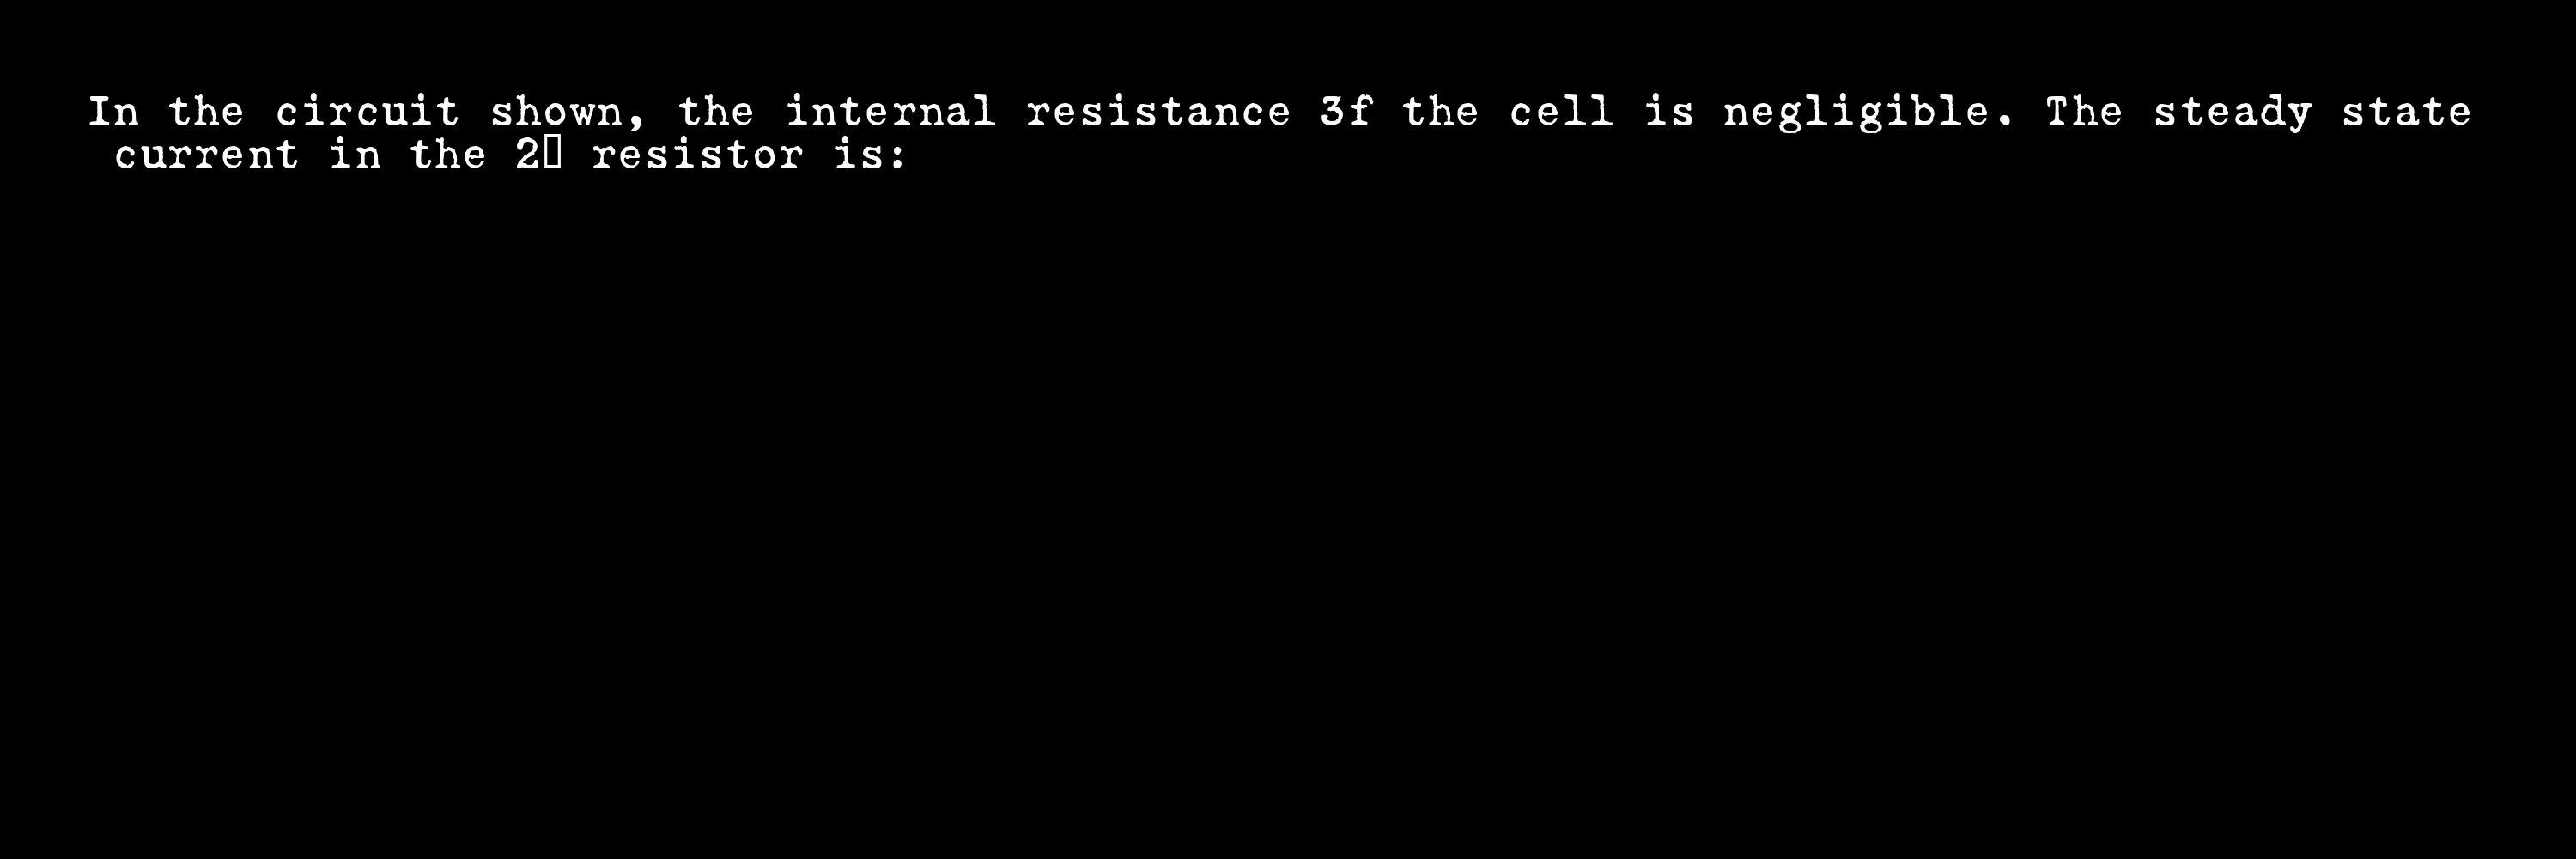 In the circuit shown, the internal resistance 3f the cell is negligible. The steady state
current in the 2▯ resistor is: